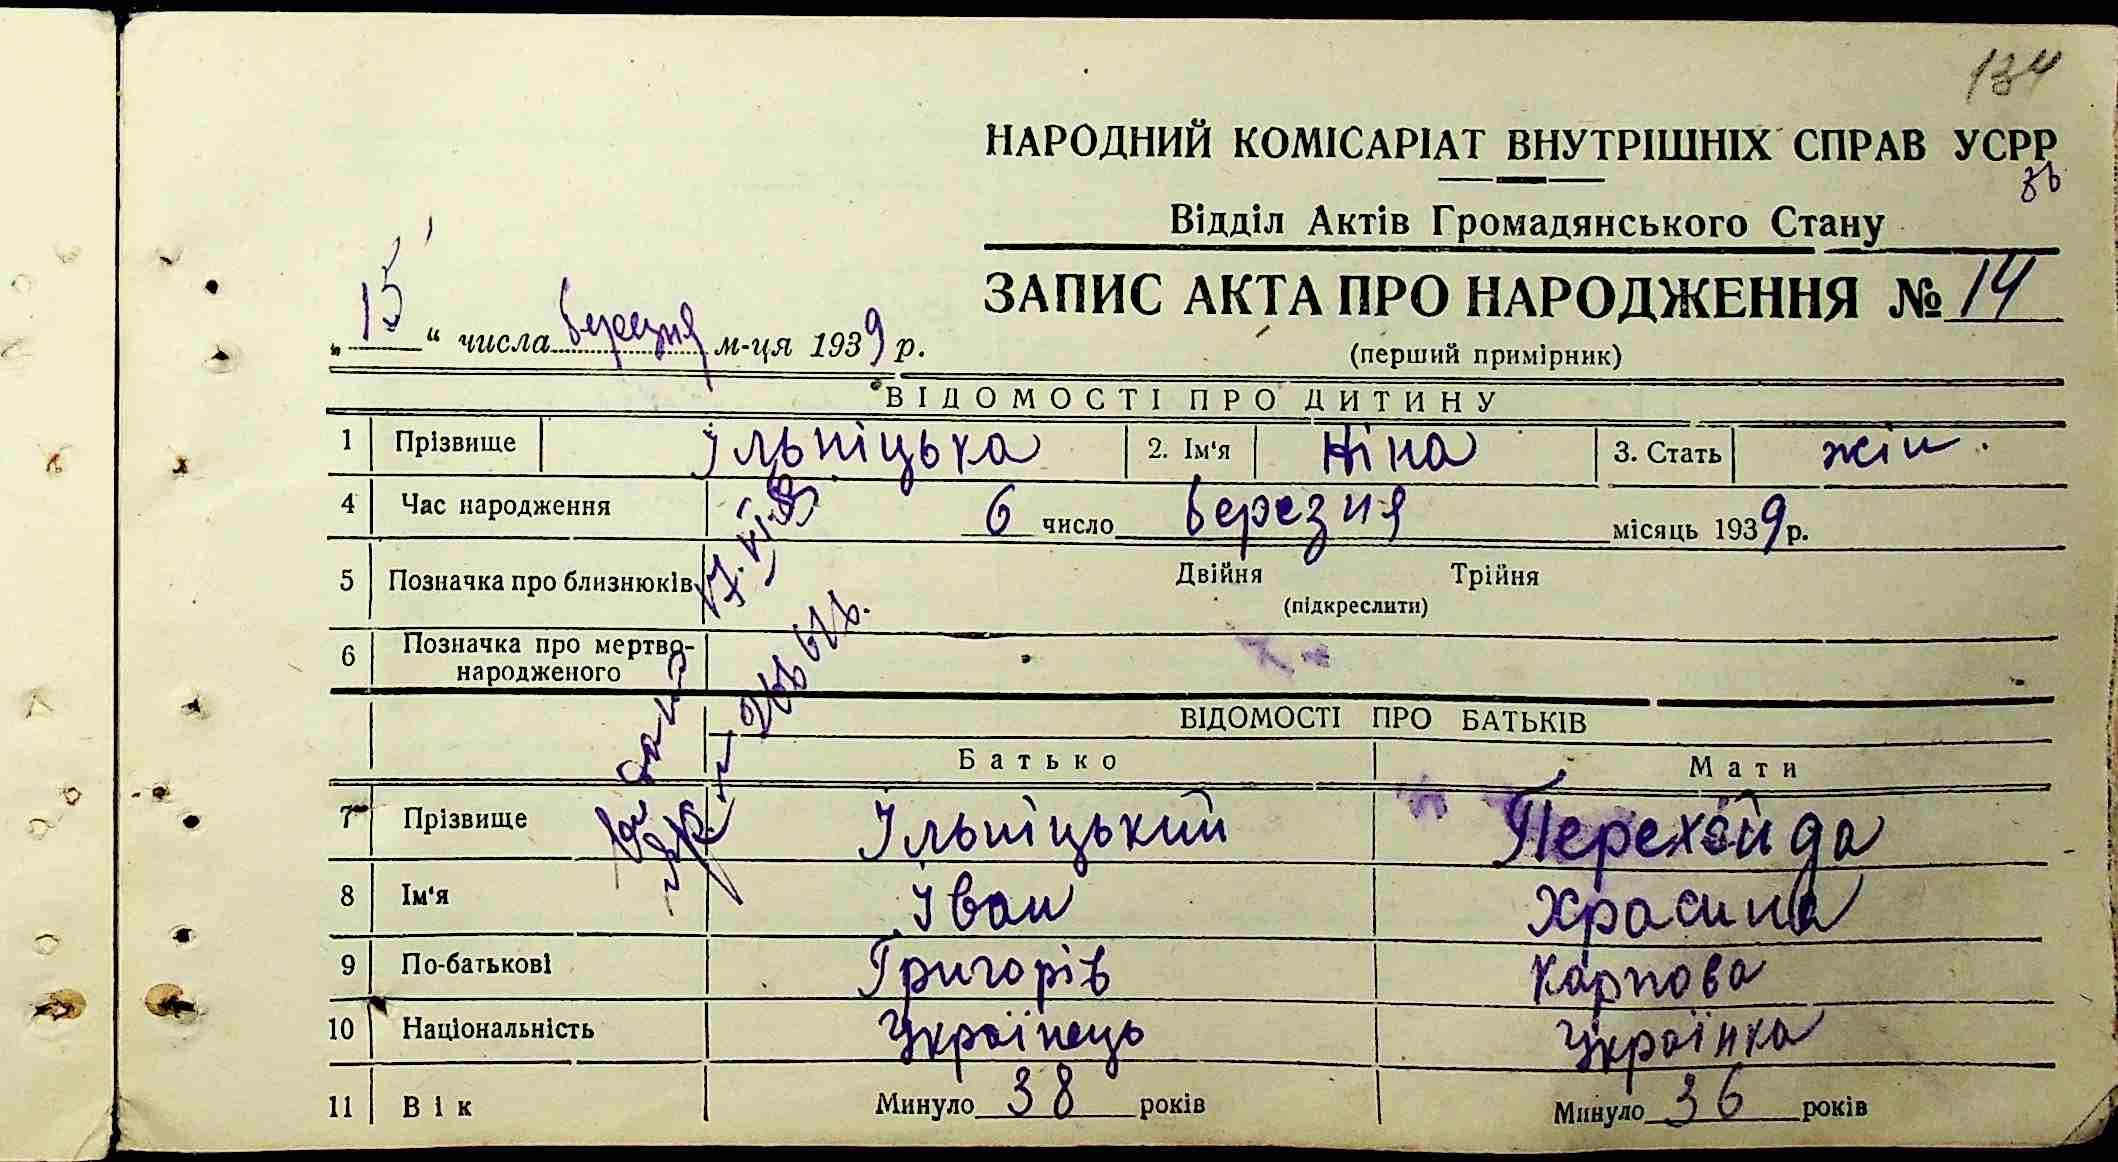 134
НАРОДНИЙ КОМІСАРІАТ ВНУТРІШНІХ СПРАВ УСРР
Відділ Актів Громадянського Стану
ЗАПИС АКТА ПРО НАРОДЖЕННЯ № 14
„15“ числа березня м-ця 1939 р.
(перший примірник)
ВІДОМОСТІ ПРО ДИТИНУ
1 Прізвище Ільніцька 2. Ім‘я Ніна 3. Стать жін.
4 Час народження 6 число березня місяць 1939 р.
5 Позначка про близнюків Двійня Трійня
(підкреслити)
6 Позначка про мертво-
народженого
ВІДОМОСТІ ПРО БАТЬКІВ
Батько Мати
7 Прізвище Ільніцький Перехейда
8 Ім‘я Іван Храсина
9 По-батькові Григорів Карпова
10 Національність Українець Українка
11 Вік Минуло 38 років Минуло 36 років